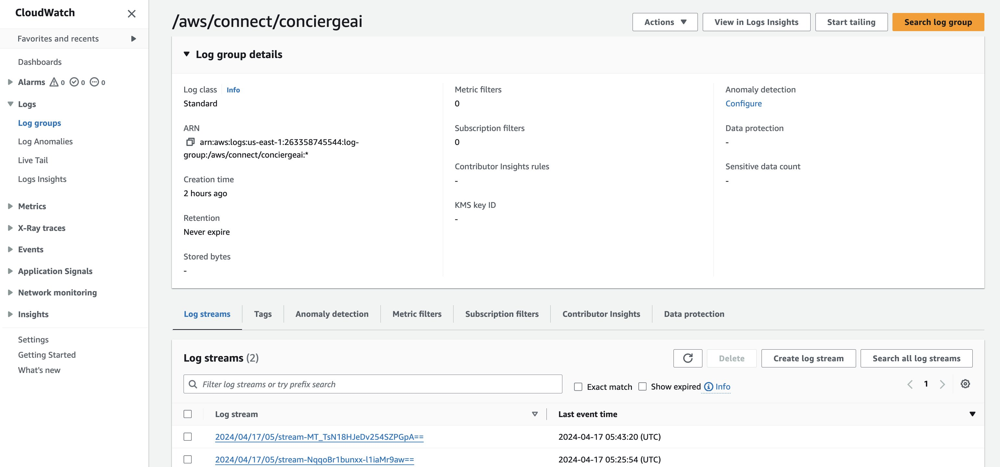 CloudWatch
Favorites and recents
Dashboards
Alarms 0 0 0
Logs
Log groups
Log Anomalies
Live Tail
Logs Insights
Metrics
X-Ray traces
Events
Application Signals
Network monitoring
Insights
Settings
Getting Started
What's new
/aws/connect/conciergeai
Actions
View in Logs Insights
Start tailing
Search log group
Log group details
Log class Info
Standard
ARN
arn:aws:logs:us-east-1:263358745544:log-
group:/aws/connect/conciergeai:*
Creation time
2 hours ago
Retention
Never expire
Stored bytes
-
Metric filters
0
Subscription filters
0
Contributor Insights rules
-
KMS key ID
-
Anomaly detection
Configure
Data protection
-
Sensitive data count
-
Log streams
Tags
Anomaly detection
Metric filters
Subscription filters
Contributor Insights
Data protection
Log streams (2)
Delete
Create log stream
Search all log streams
Filter log streams or try prefix search
Exact match
Show expired
Info
1
Log stream
Last event time
2024/04/17/05/stream-MT_TsN18HJeDv254SZPGpA==
2024-04-17 05:43:20 (UTC)
2024/04/17/05/stream-NqqoBr1bunxx-l1iaMr9aw==
2024-04-17 05:25:54 (UTC)